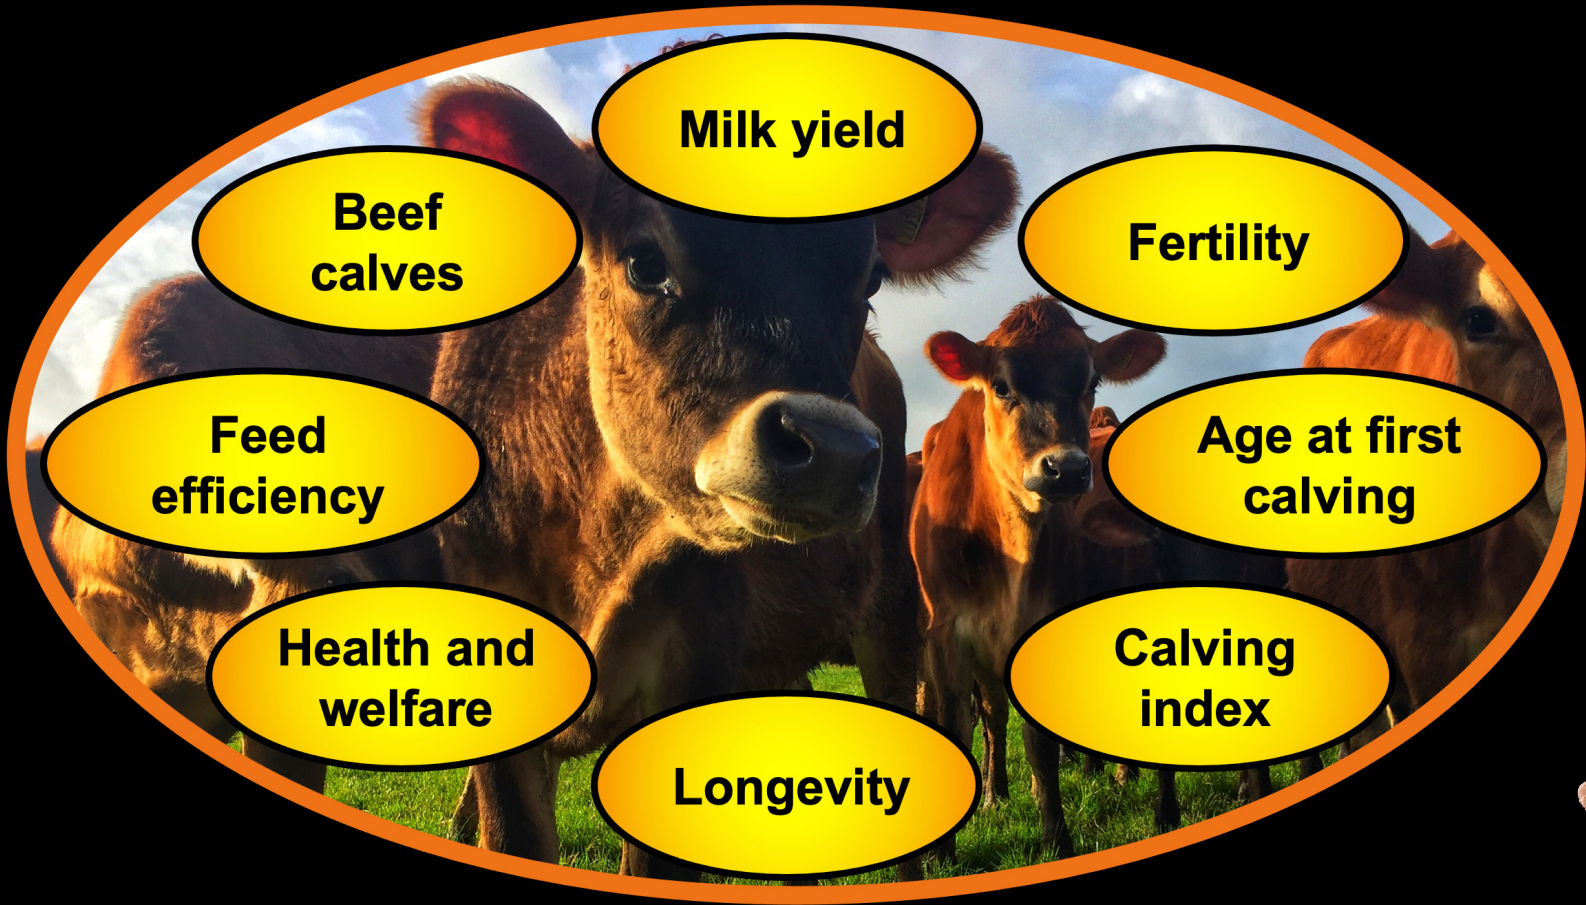 Milk yield
Fertility
Age at first
calving
Calving
index
Longevity
Health and
welfare
Feed
efficiency
Beef
calves